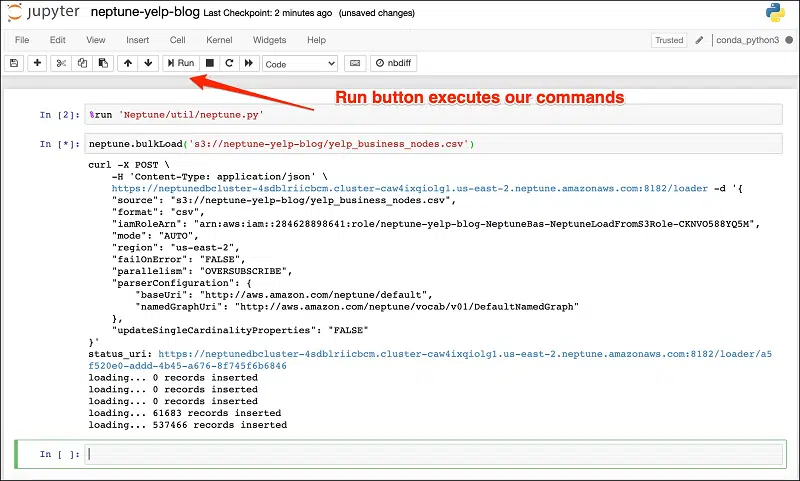 jupyter neptune-yelp-blog Last Checkpoint: 2 minutes ago (unsaved changes)
File Edit View Insert Cell Kernel Widgets Help
Trusted conda_python3
Run Code nbdiff
Run button executes our commands
In [2]: %run 'Neptune/util/neptune.py'
In [*]: neptune.bulkLoad('s3://neptune-yelp-blog/yelp_business_nodes.csv')
curl -X POST \
-H 'Content-Type: application/json' \
https://neptunedbcluster-4sdblriicbcm.cluster-caw4ixqiolg1.us-east-2.neptune.amazonaws.com:8182/loader -d '{
"source": "s3://neptune-yelp-blog/yelp_business_nodes.csv",
"format": "csv",
"iamRoleArn": "arn:aws:iam::284628898641:role/neptune-yelp-blog-NeptuneBas-NeptuneLoadFromS3Role-CKNVO588YQ5M",
"mode": "AUTO",
"region": "us-east-2",
"failOnError": "FALSE",
"parallelism": "OVERSUBSCRIBE",
"parserConfiguration": {
"baseUri": "http://aws.amazon.com/neptune/default",
"namedGraphUri": "http://aws.amazon.com/neptune/vocab/v01/DefaultNamedGraph"
},
"updateSingleCardinalityProperties": "FALSE"
}'
status_uri: https://neptunedbcluster-4sdblriicbcm.cluster-caw4ixqiolg1.us-east-2.neptune.amazonaws.com:8182/loader/a5
f520e0-addd-4b45-a676-8f745f6b6846
loading... 0 records inserted
loading... 0 records inserted
loading... 61683 records inserted
loading... 537466 records inserted
In [ ]: